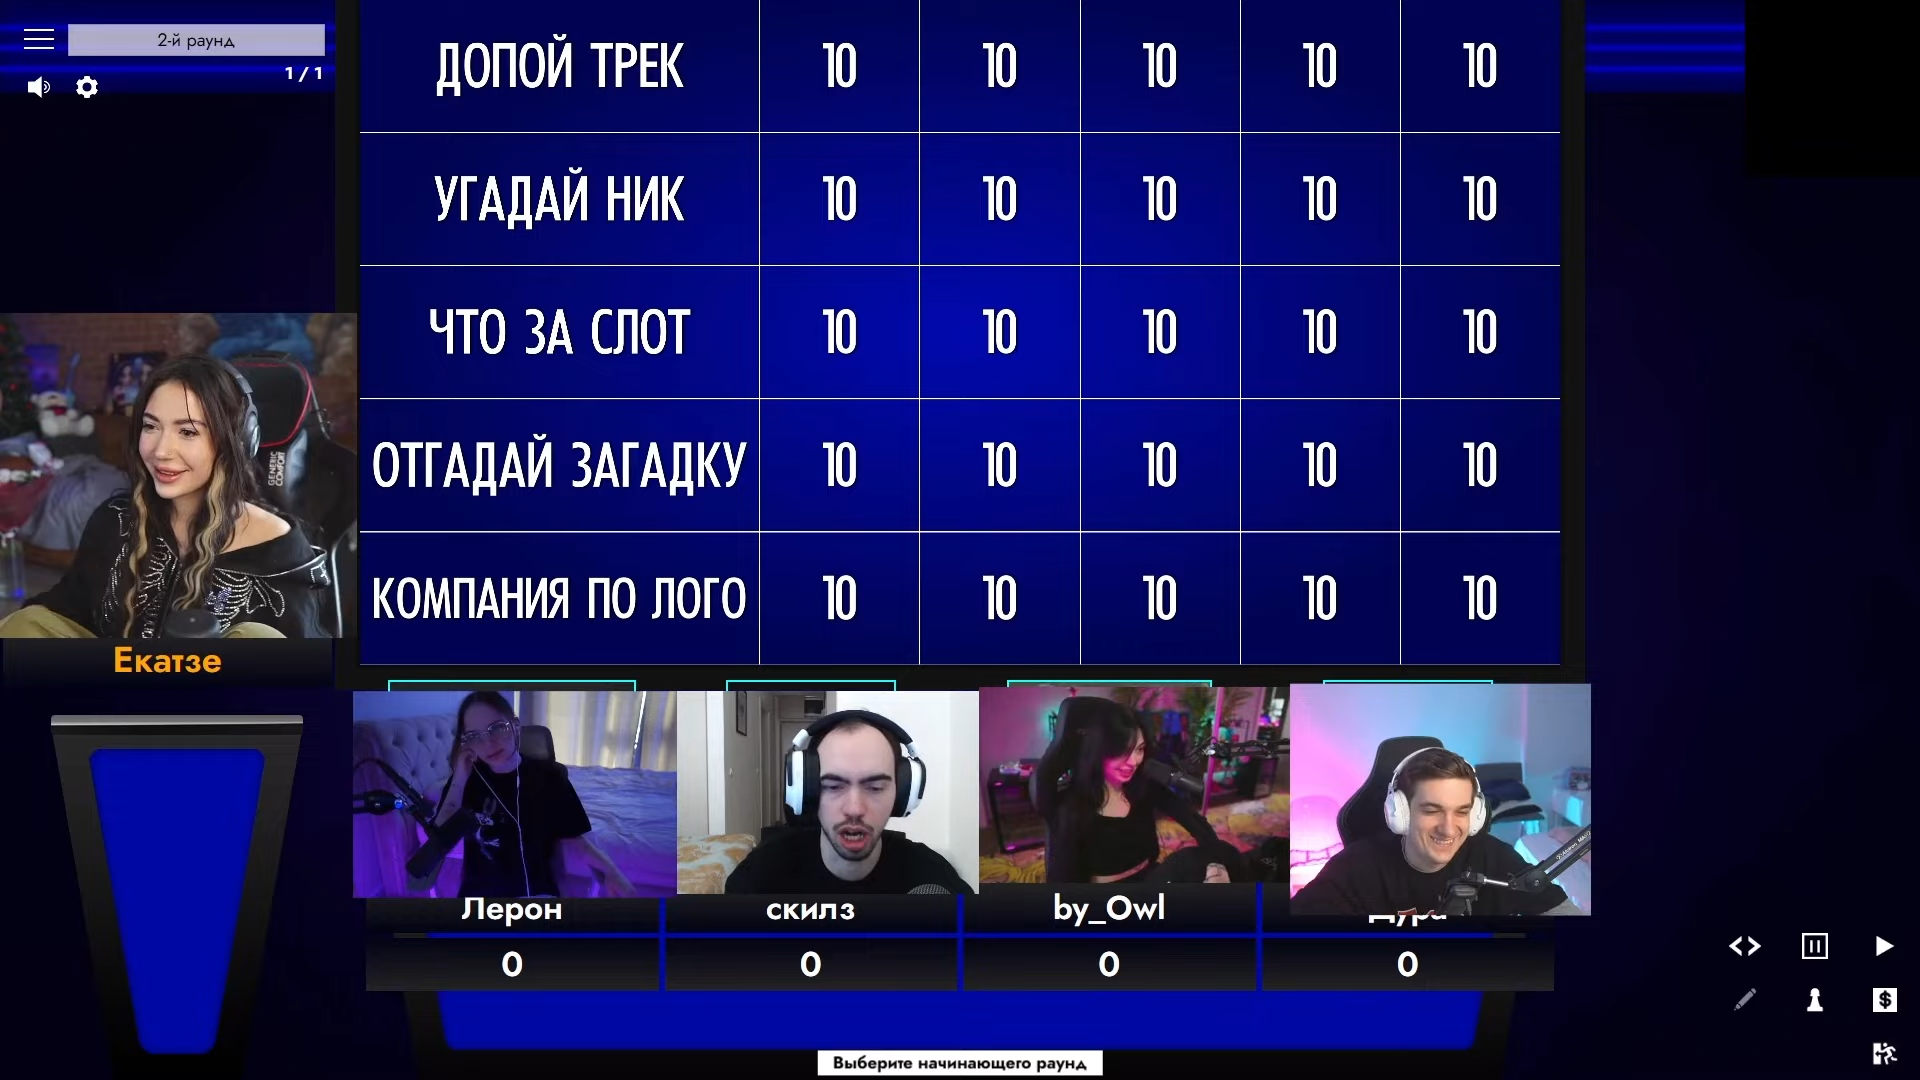 2-й раунд
1 / 1
ДОПОЙ ТРЕК 10 10 10 10 10
УГАДАЙ НИК 10 10 10 10 10
ЧТО ЗА СЛОТ 10 10 10 10 10
ОТГАДАЙ ЗАГАДКУ 10 10 10 10 10
КОМПАНИЯ ПО ЛОГО 10 10 10 10 10
GENERIC
COMFORT
Екатзе
Лерон скилз by_Owl
0 0 0 0
Выберите начинающего раунд